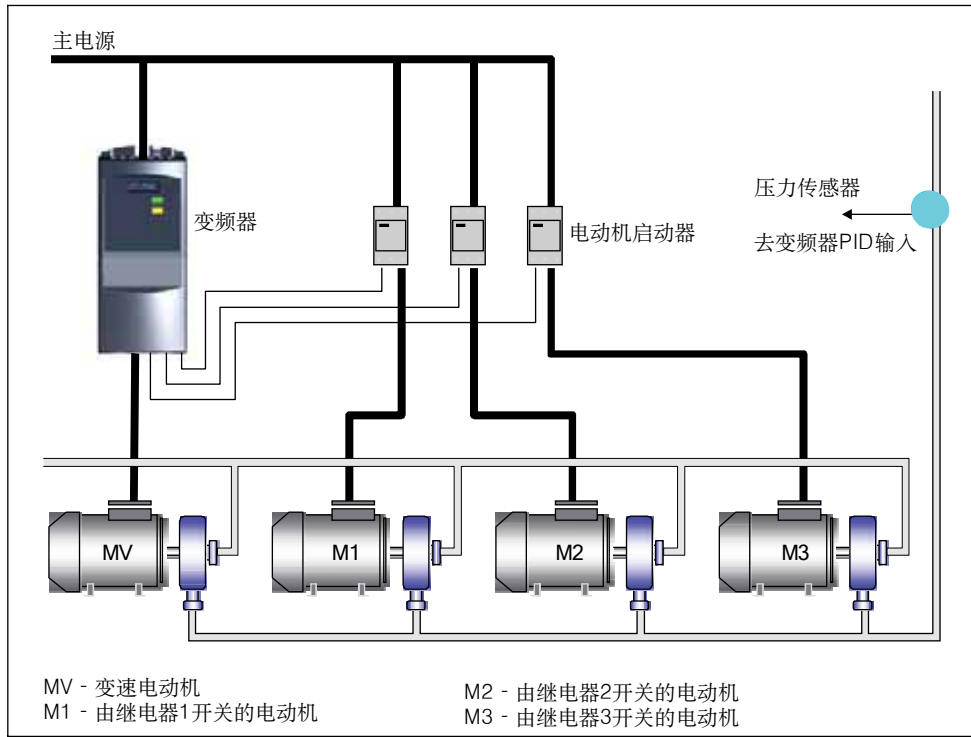 主电源
变频器
电动机启动器
压力传感器
去变频器PID输入
MV
M1
M2
M3
MV - 变速电动机
M1 - 由继电器1开关的电动机
M2 - 由继电器2开关的电动机
M3 - 由继电器3开关的电动机